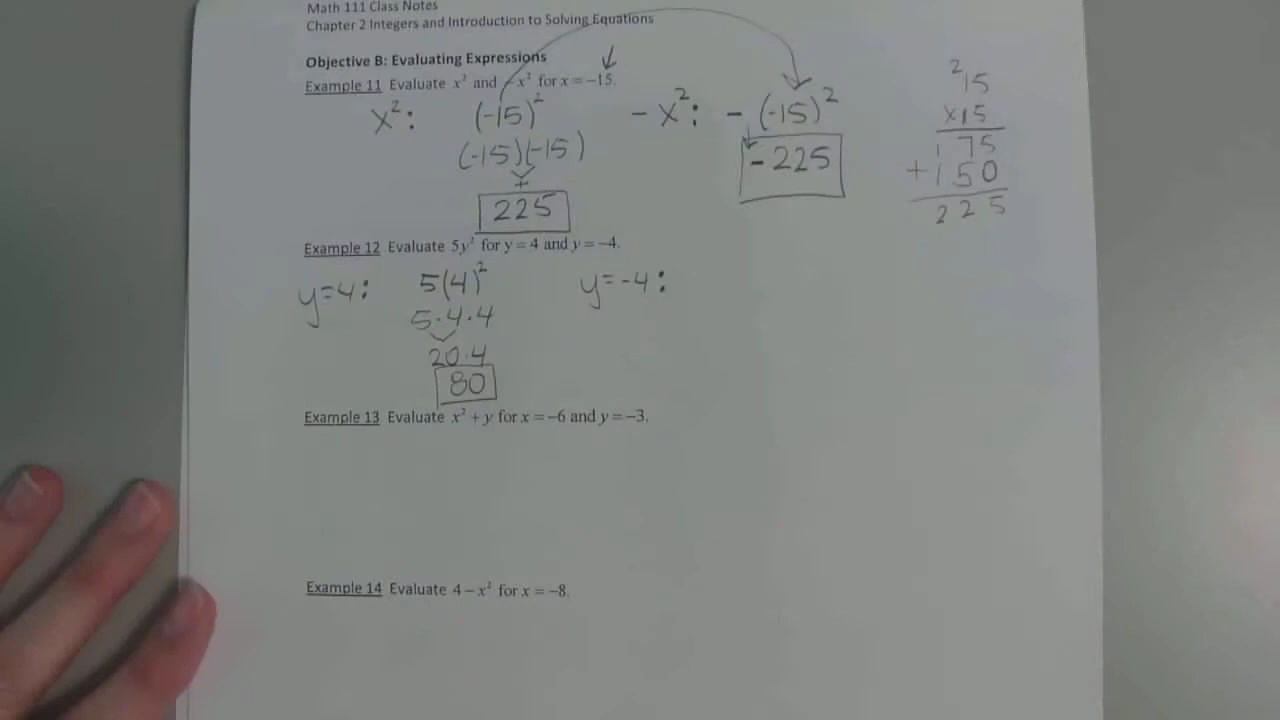 Math 111 Class Notes
Chapter 2 Integers and Introduction to Solving Equations
Objective B: Evaluating Expressions
Example 11 Evaluate x² and −x² for x = −15.
x²: (-15)² -x²: -(-15)²
(-15)(-15) -225
+
225
²15
x15
175
+150
225
Example 12 Evaluate 5y² for y = 4 and y = −4.
y=4: 5(4)² y=-4:
5·4·4
20·4
80
Example 13 Evaluate x² + y for x = −6 and y = −3.
Example 14 Evaluate 4 − x² for x = −8.